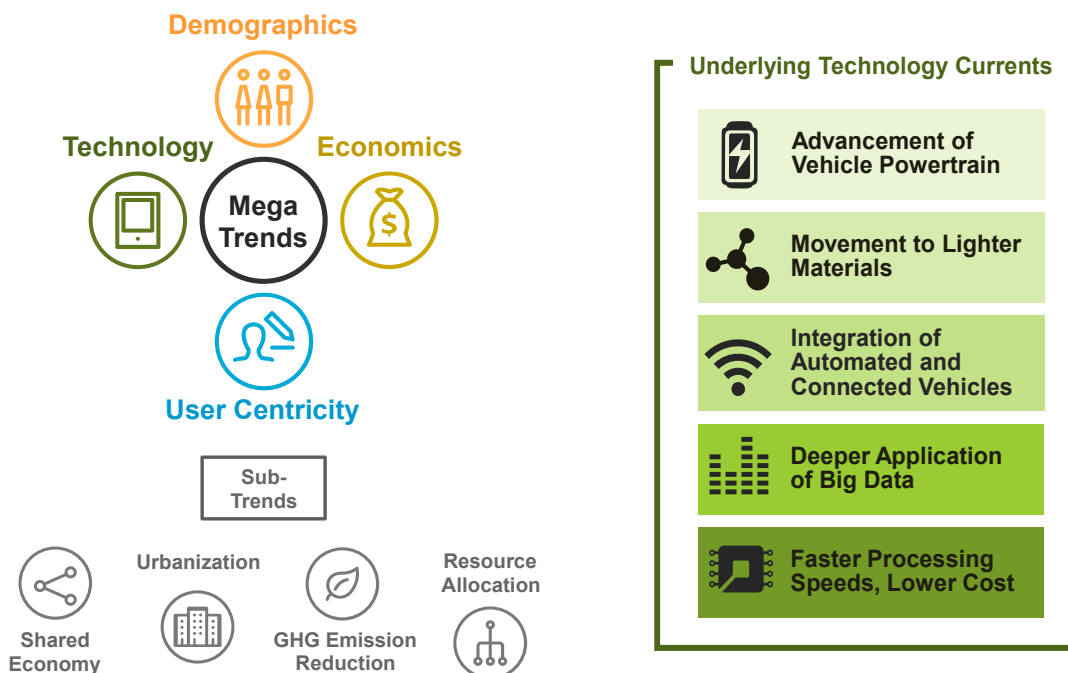 Demographics
Technology
Economics
Mega
Trends
$
User Centricity
Sub-
Trends
Shared
Economy
Urbanization
GHG Emission
Reduction
Resource
Allocation
Underlying Technology Currents
Advancement of
Vehicle Powertrain
Movement to Lighter
Materials
Integration of
Automated and
Connected Vehicles
Deeper Application
of Big Data
Faster Processing
Speeds, Lower Cost